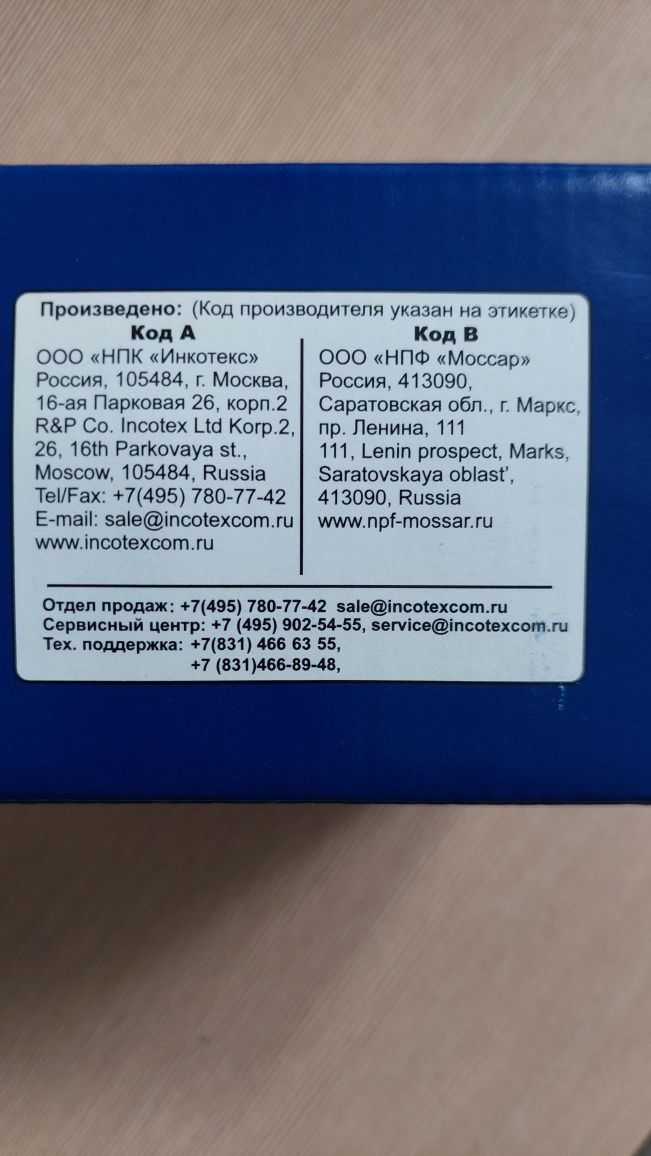 Произведено: (Код производителя указан на этикетке)
Код А
ООО «НПК «Инкотекс»
Россия, 105484, г. Москва,
16-ая Парковая 26, корп.2
R&P Co. Incotex Ltd Korp.2,
26, 16th Parkovaya st.,
Moscow, 105484, Russia
Tel/Fax: +7(495) 780-77-42
E-mail: sale@incotexcom.ru
www.incotexcom.ru
Код В
ООО «НПФ «Моссар»
Россия, 413090,
Саратовская обл., г. Маркс,
пр. Ленина, 111
111, Lenin prospect, Marks,
Saratovskaya oblast',
413090, Russia
www.npf-mossar.ru
Отдел продаж: +7(495) 780-77-42 sale@incotexcom.ru
Сервисный центр: +7 (495) 902-54-55, service@incotexcom.ru
Тех. поддержка: +7(831) 466 63 55,
+7 (831)466-89-48,